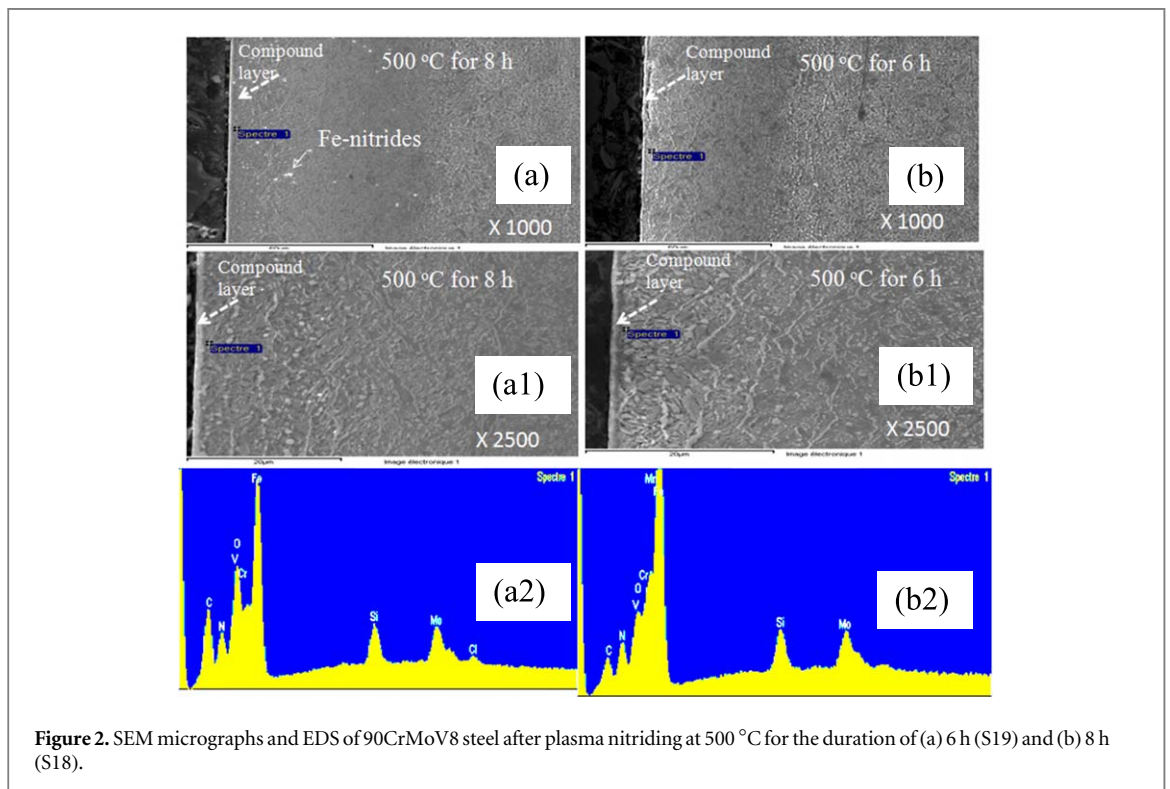 Compound
layer
500 °C for 8 h
Spectre 1
Fe-nitrides
(a)
X 1000
Compound
layer
500 °C for 6 h
Spectre 1
(b)
X 1000
Compound
layer
500 °C for 8 h
Spectre 1
(a1)
X 2500
20µm
Image électronique 1
Compound
layer
500 °C for 6 h
Spectre 1
(b1)
X 2500
20µm
Image électronique 1
Spectre 1
Fe
O
V
Cr
C
N
Si
Mo
Cl
(a2)
Spectre 1
Mn
Fe
Cr
O
V
N
C
Si
Mo
(b2)
Figure 2. SEM micrographs and EDS of 90CrMoV8 steel after plasma nitriding at 500 °C for the duration of (a) 6 h (S19) and (b) 8 h
(S18).